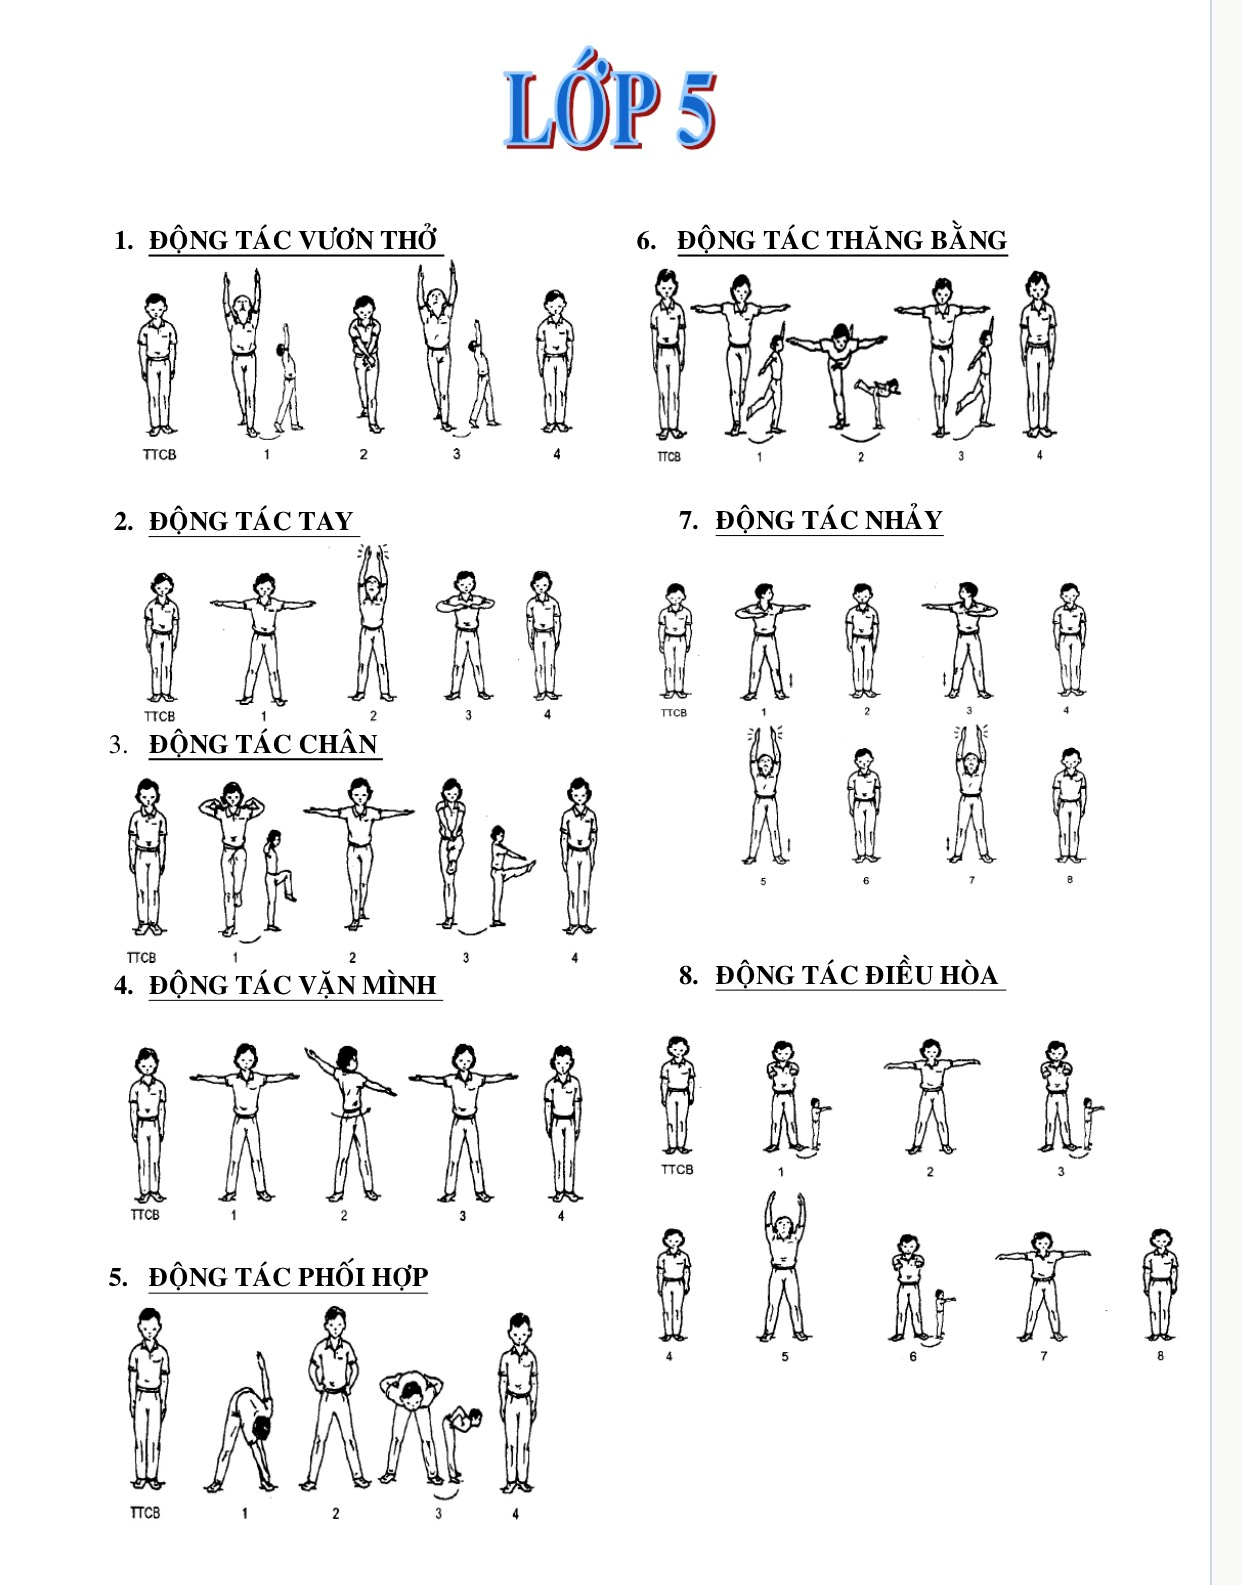 LỚP 5
1. ĐỘNG TÁC VƯƠN THỞ
TTCB 1 2 3 4
2. ĐỘNG TÁC TAY
TTCB 1 2 3 4
3. ĐỘNG TÁC CHÂN
TTCB 1 2 3 4
4. ĐỘNG TÁC VẶN MÌNH
TTCB 1 2 3 4
5. ĐỘNG TÁC PHỐI HỢP
TTCB 1 2 3 4
6. ĐỘNG TÁC THĂNG BẰNG
TTCB 1 2 3 4
7. ĐỘNG TÁC NHẢY
TTCB 1 2 3 4
5 6 7 8
8. ĐỘNG TÁC ĐIỀU HÒA
TTCB 1 2 3
4 5 6 7 8